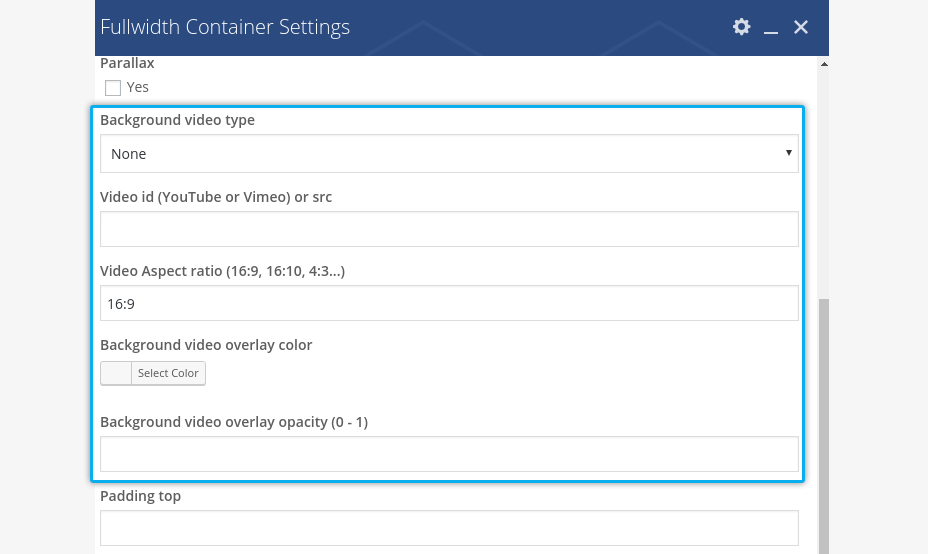 Fullwidth Container Settings
Parallax
Yes
Background video type
None
Video id (YouTube or Vimeo) or src
Video Aspect ratio (16:9, 16:10, 4:3...)
16:9
Background video overlay color
Select Color
Background video overlay opacity (0 - 1)
Padding top